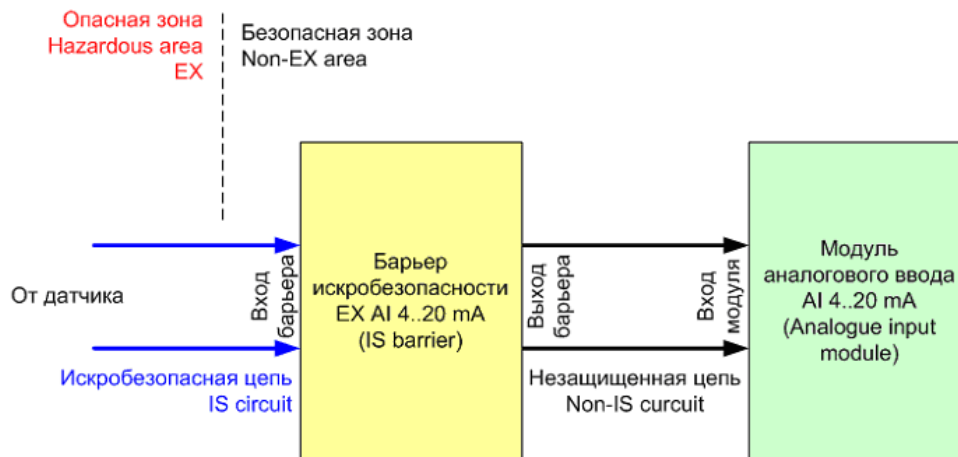 Опасная зона
Hazardous area
EX
Безопасная зона
Non-EX area
От датчика
Вход
барьера
Искробезопасная цепь
IS circuit
Барьер
искробезопасности
EX AI 4..20 mA
(IS barrier)
Выход
барьера
Вход
модуля
Незащищенная цепь
Non-IS curcuit
Модуль
аналогового ввода
AI 4..20 mA
(Analogue input
module)